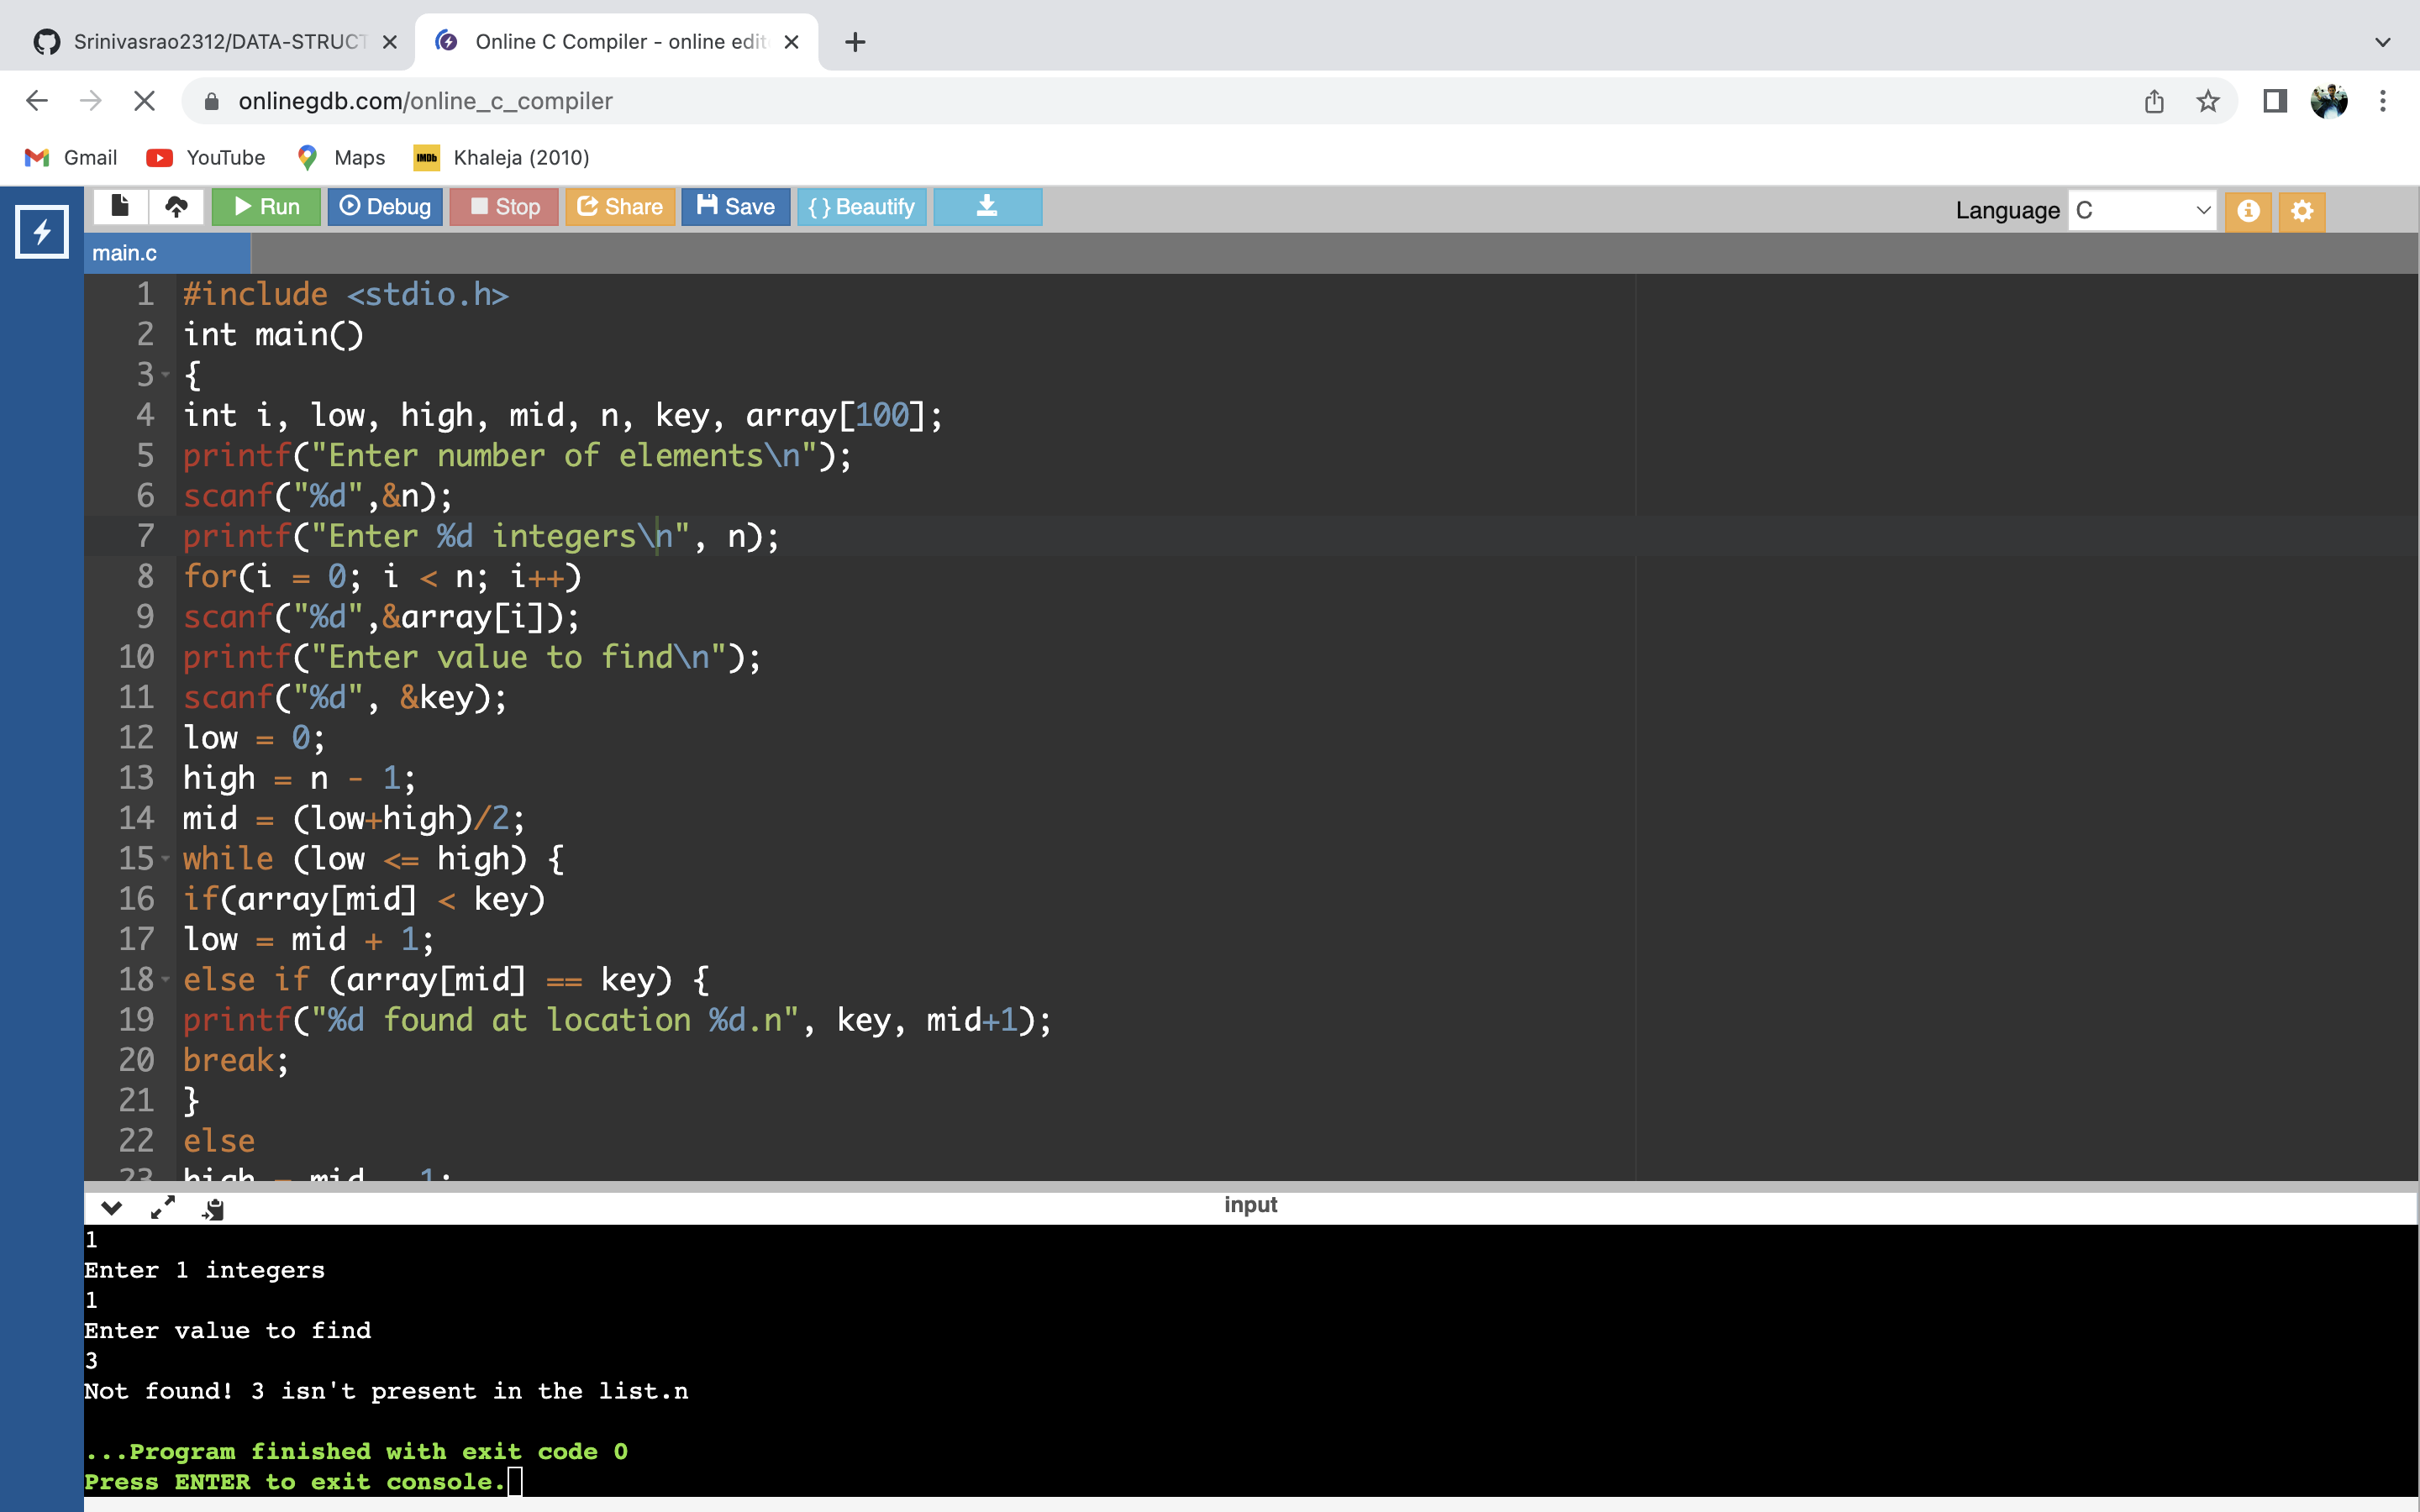 Srinivasrao2312/DATA-STRUCT
Online C Compiler - online edit
onlinegdb.com/online_c_compiler
Gmail YouTube IMDb Maps Khaleja (2010)
Run Debug Stop Share Save { } Beautify Language C
main.c
1 #include <stdio.h>
2 int main()
3 {
4 int i, low, high, mid, n, key, array[100];
5 printf("Enter number of elements\n");
6 scanf("%d",&n);
7 printf("Enter %d integers\n", n);
8 for(i = 0; i < n; i++)
9 scanf("%d",&array[i]);
10 printf("Enter value to find\n");
11 scanf("%d", &key);
12 low = 0;
13 high = n - 1;
14 mid = (low+high)/2;
15 while (low <= high) {
16 if(array[mid] < key)
17 low = mid + 1;
18 else if (array[mid] == key) {
19 printf("%d found at location %d.n", key, mid+1);
20 break;
21 }
22 else
23 high = mid - 1;
input
1
Enter 1 integers
1
Enter value to find
3
Not found! 3 isn't present in the list.n
...Program finished with exit code 0
Press ENTER to exit console.